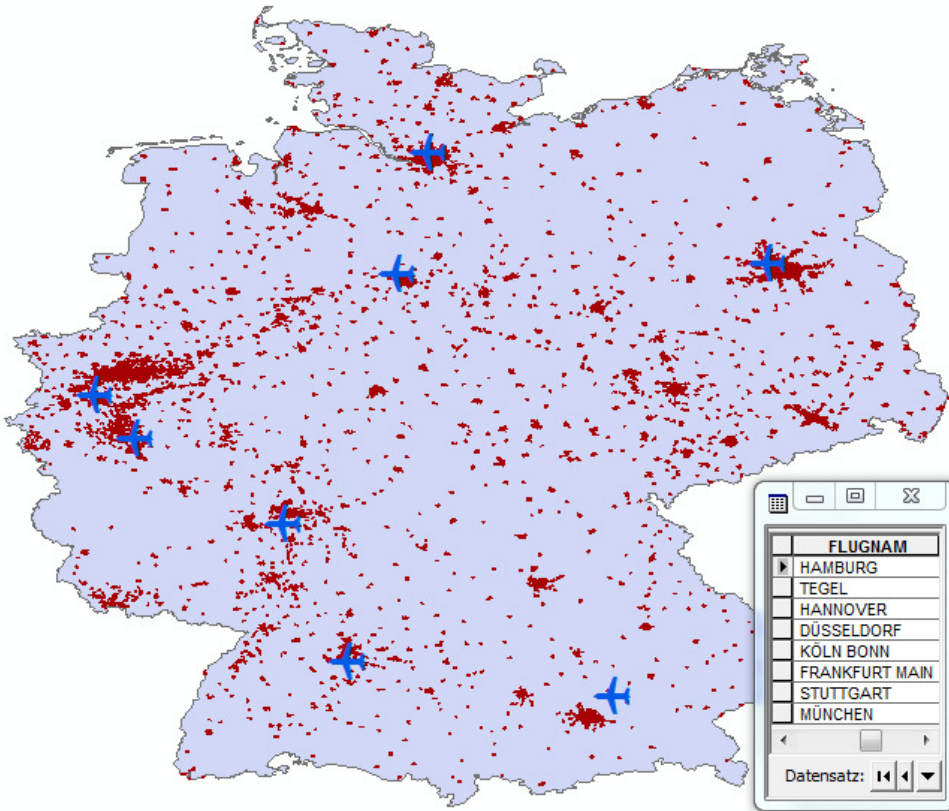 FLUGNAM
HAMBURG
TEGEL
HANNOVER
DÜSSELDORF
KÖLN BONN
FRANKFURT MAIN
STUTTGART
MÜNCHEN
Datensatz: